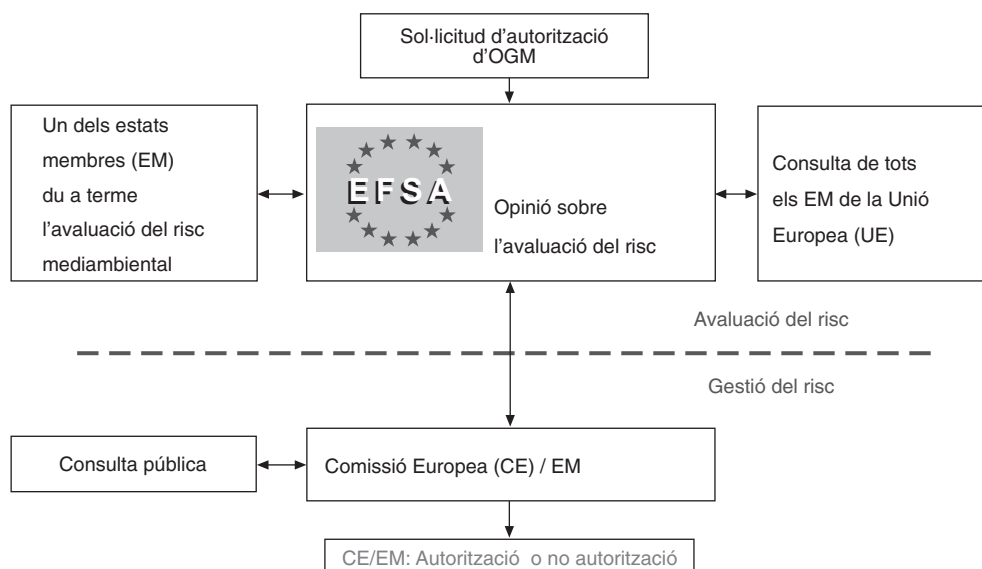 Sol·licitud d’autorització
d’OGM
Un dels estats
membres (EM)
du a terme
l’avaluació del risc
mediambiental
EFSA
Opinió sobre
l’avaluació del risc
Consulta de tots
els EM de la Unió
Europea (UE)
Avaluació del risc
Gestió del risc
Consulta pública
Comissió Europea (CE) / EM
CE/EM: Autorització o no autorització